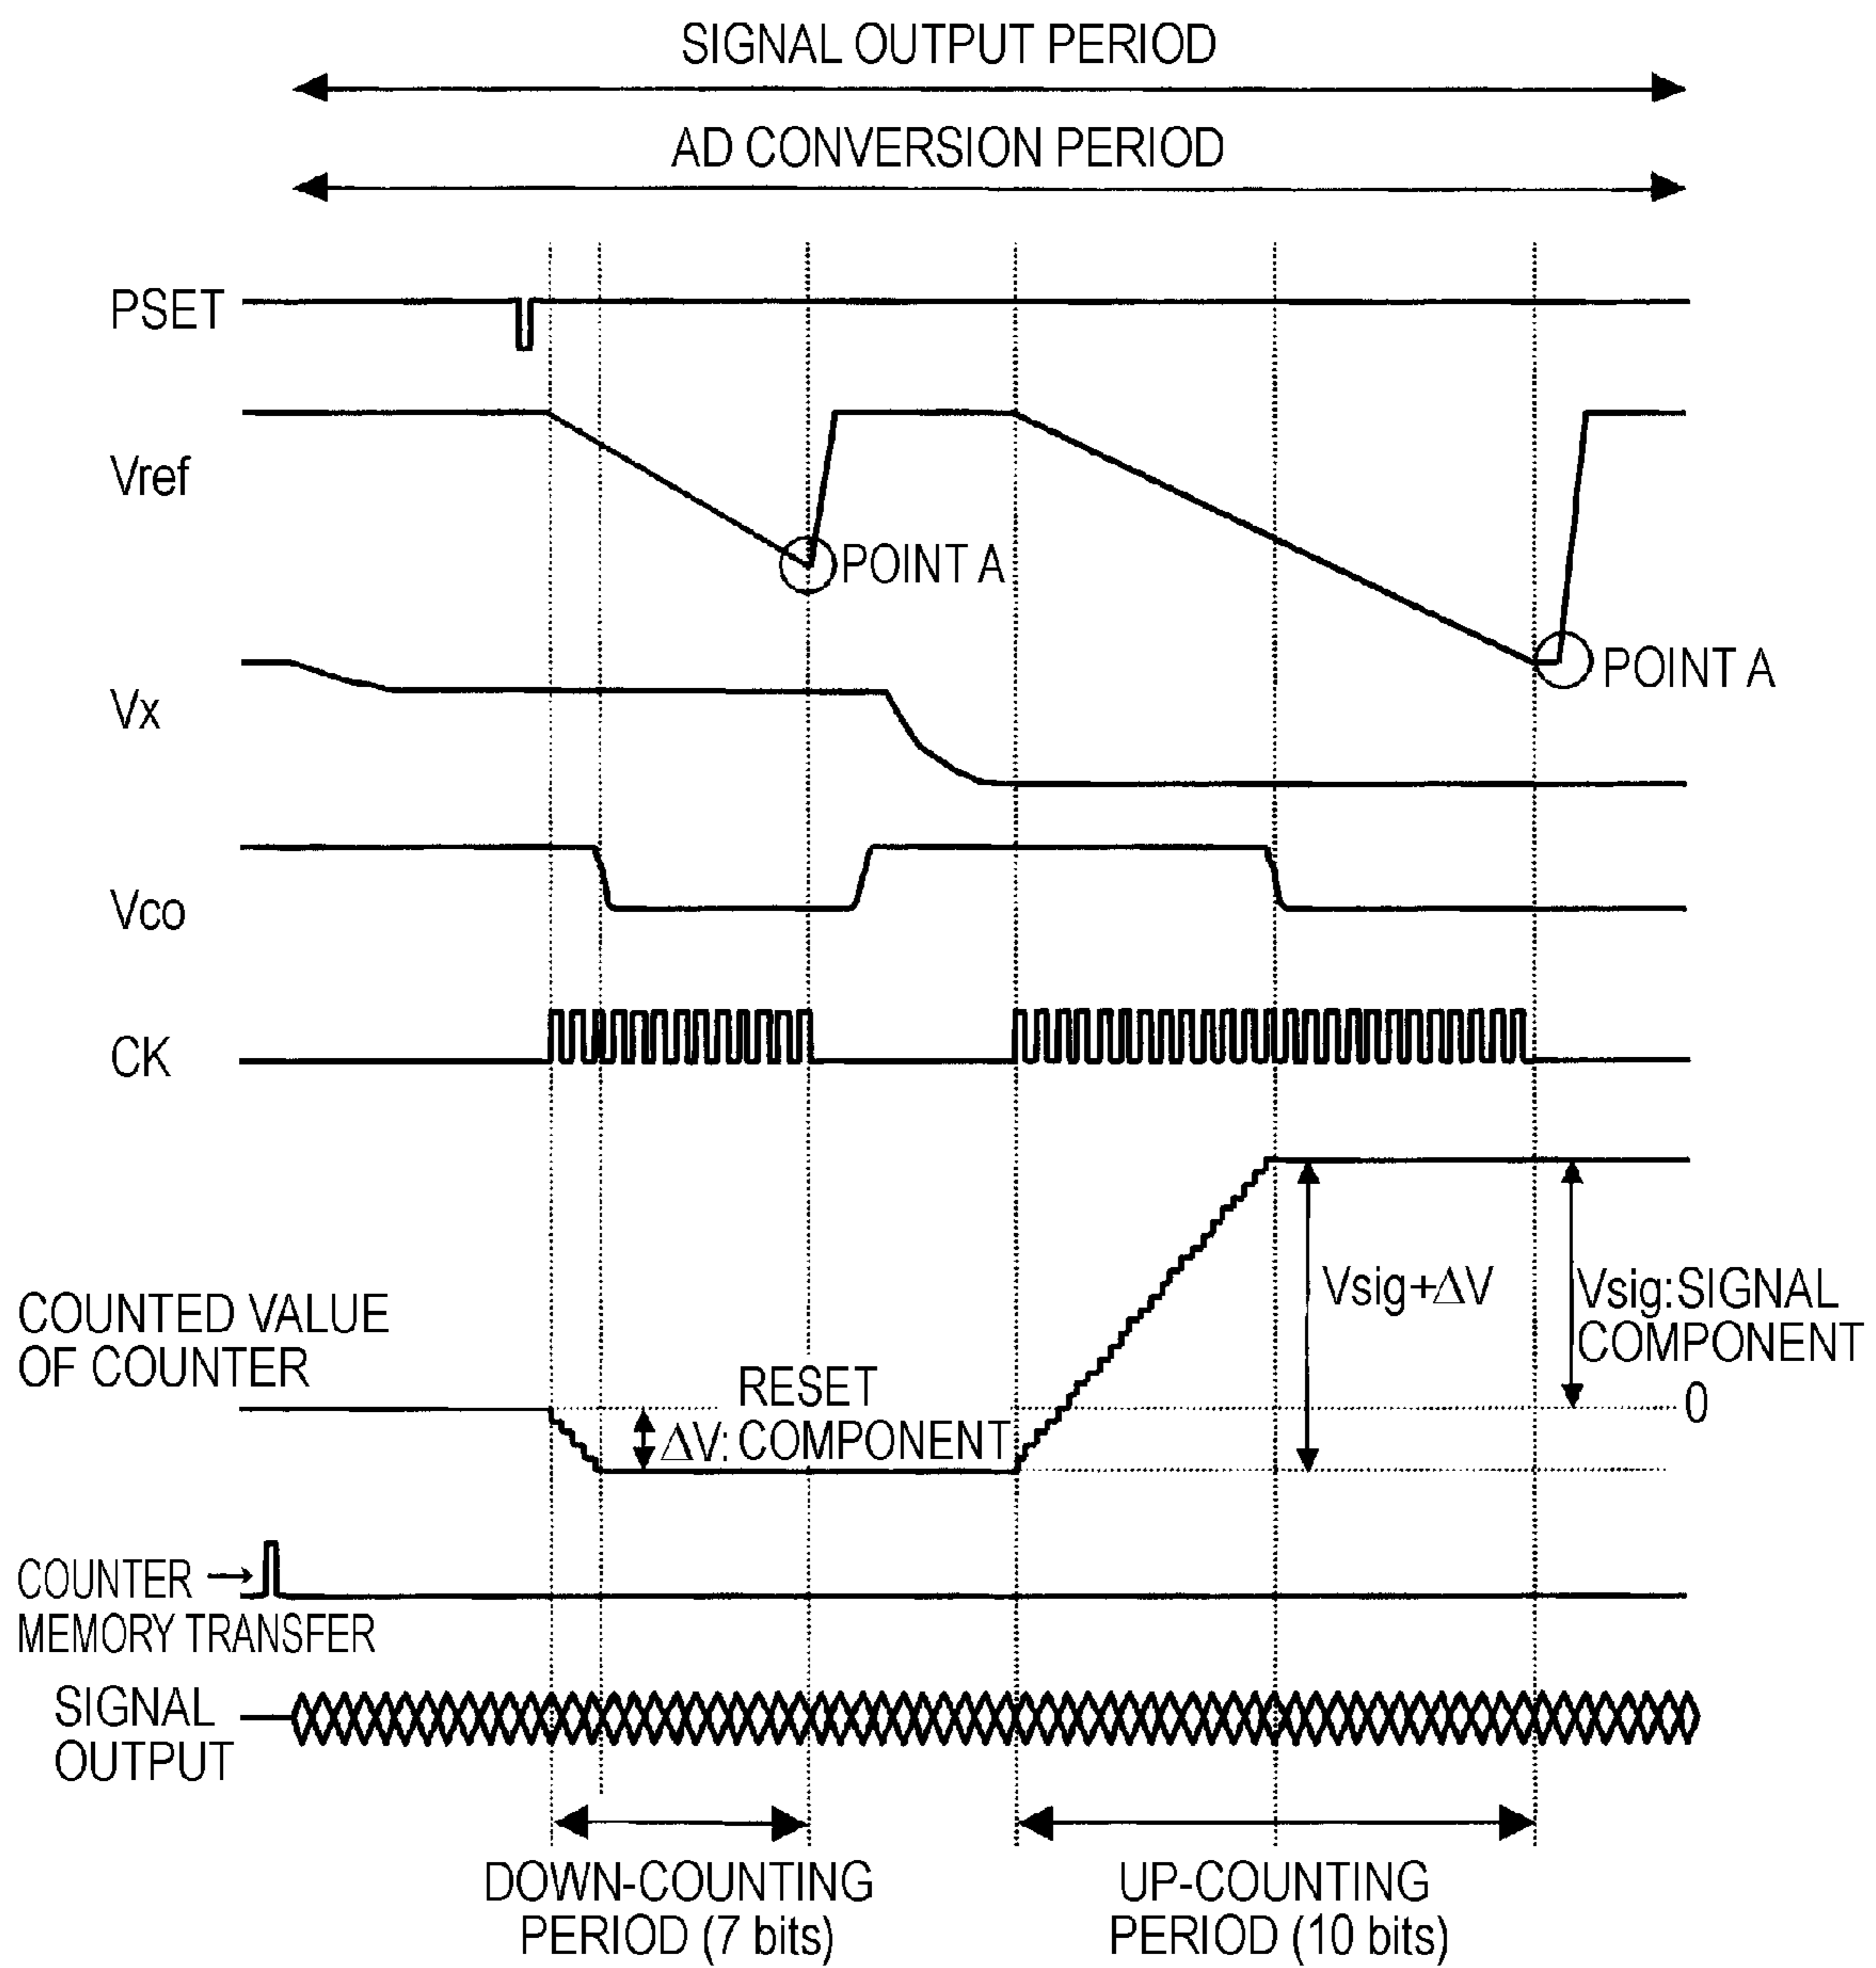 SIGNAL OUTPUT PERIOD
AD CONVERSION PERIOD
PSET
Vref
POINT A
POINT A
Vx
Vco
CK
Vsig+ΔV
Vsig:SIGNAL
COMPONENT
COUNTED VALUE
OF COUNTER
RESET
ΔV: COMPONENT
0
COUNTER →
MEMORY TRANSFER
SIGNAL
OUTPUT
DOWN-COUNTING
PERIOD (7 bits)
UP-COUNTING
PERIOD (10 bits)